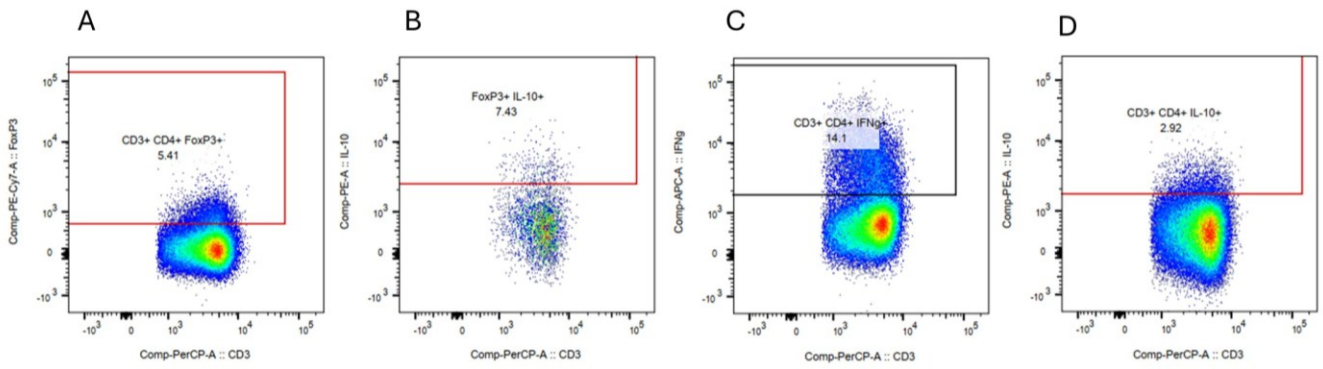 A
B
C
D
Comp-PE-Cy7-A :: FoxP3
10^5
10^4
10^3
0
-10^3
CD3+ CD4+ FoxP3+
5.41
-10^3
0
10^3
10^4
10^5
Comp-PerCP-A :: CD3
Comp-PE-A :: IL-10
10^5
10^4
10^3
0
-10^3
FoxP3+ IL-10+
7.43
-10^3
0
10^3
10^4
10^5
Comp-PerCP-A :: CD3
Comp-APC-A :: IFNg
10^5
10^4
10^3
0
-10^3
CD3+ CD4+ IFNg+
14.1
-10^3
0
10^3
10^4
10^5
Comp-PerCP-A :: CD3
Comp-PE-A :: IL-10
10^5
10^4
10^3
0
-10^3
CD3+ CD4+ IL-10+
2.92
-10^3
0
10^3
10^4
10^5
Comp-PerCP-A :: CD3